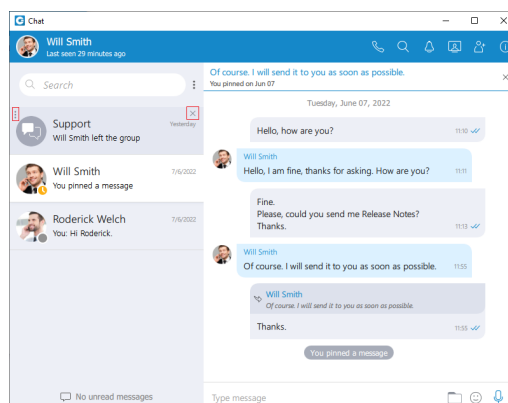 Chat
Will Smith
Last seen 29 minutes ago
Search
Support
Yesterday
Will Smith left the group
Will Smith
7/6/2022
You pinned a message
Roderick Welch
7/6/2022
You: Hi Roderick.
No unread messages
Of course. I will send it to you as soon as possible.
You pinned on Jun 07
Tuesday, June 07, 2022
Hello, how are you?
11:10
Will Smith
Hello, I am fine, thanks for asking. How are you?
11:11
Fine.
Please, could you send me Release Notes?
Thanks.
11:13
Will Smith
Of course. I will send it to you as soon as possible.
11:55
Will Smith
Of course. I will send it to you as soon as possible.
Thanks.
11:55
You pinned a message
Type message